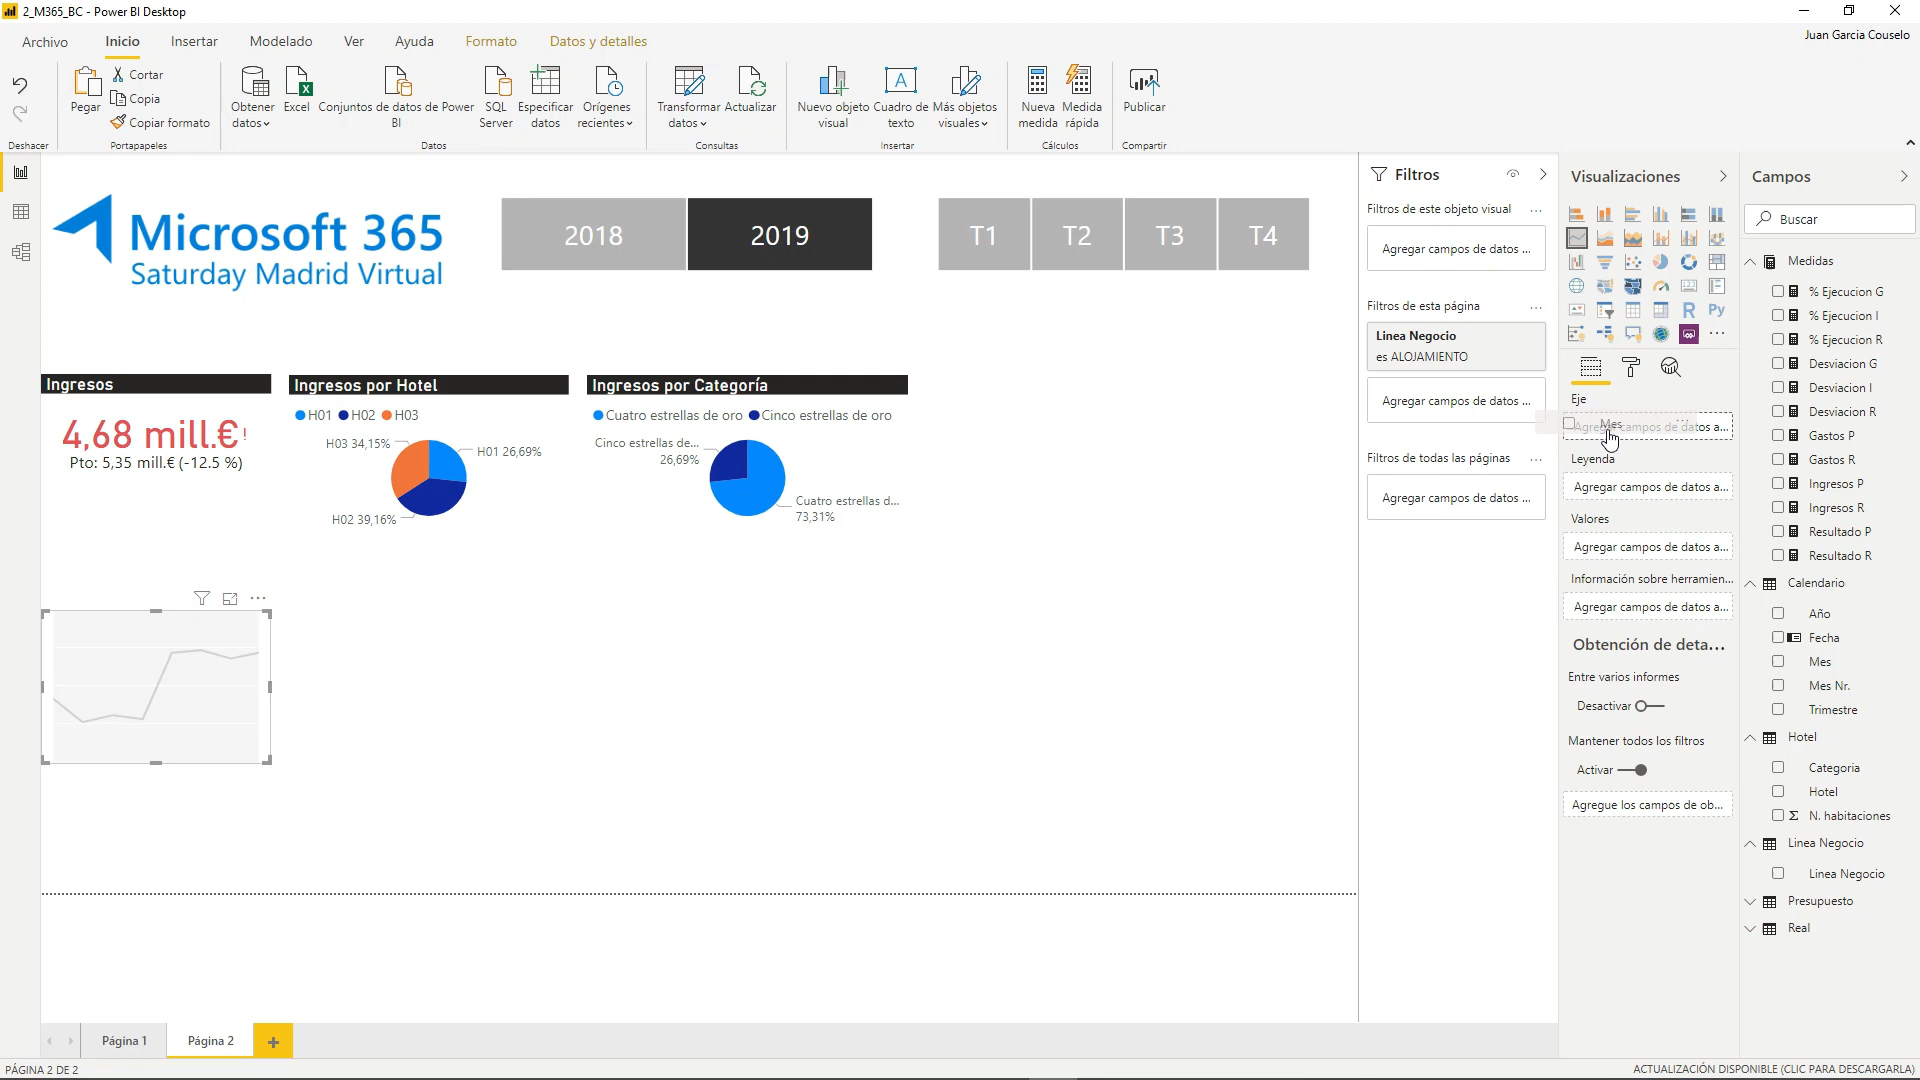 2_M365_BC - Power BI Desktop
Juan Garcia Couselo
Archivo Inicio Insertar Modelado Ver Ayuda Formato Datos y detalles
Deshacer
Pegar
Cortar
Copia
Copiar formato
Portapapeles
Obtener datos
Excel
Conjuntos de datos de Power BI
SQL Server
Especificar datos
Orígenes recientes
Datos
Transformar datos
Actualizar
Consultas
Nuevo objeto visual
Cuadro de texto
Más objetos visuales
Insertar
Nueva medida
Medida rápida
Cálculos
Publicar
Compartir
Microsoft 365
Saturday Madrid Virtual
2018 2019
T1 T2 T3 T4
Ingresos
4,68 mill.€!
Pto: 5,35 mill.€ (-12.5 %)
Ingresos por Hotel
H01 H02 H03
H03 34,15%
H01 26,69%
H02 39,16%
Ingresos por Categoría
Cuatro estrellas de oro Cinco estrellas de oro
Cinco estrellas de...
26,69%
Cuatro estrellas d...
73,31%
Filtros
Filtros de este objeto visual ...
Agregar campos de datos ...
Filtros de esta página ...
Linea Negocio
es ALOJAMIENTO
Agregar campos de datos ...
Filtros de todas las páginas ...
Agregar campos de datos ...
Visualizaciones
R Py
Eje
Agregar campos de datos a...
Mes
Leyenda
Agregar campos de datos a...
Valores
Agregar campos de datos a...
Información sobre herramien...
Agregar campos de datos a...
Obtención de deta...
Entre varios informes
Desactivar
Mantener todos los filtros
Activar
Agregue los campos de ob...
Campos
Buscar
Medidas
% Ejecucion G
% Ejecucion I
% Ejecucion R
Desviacion G
Desviacion I
Desviacion R
Gastos P
Gastos R
Ingresos P
Ingresos R
Resultado P
Resultado R
Calendario
Año
Fecha
Mes
Mes Nr.
Trimestre
Hotel
Categoria
Hotel
Σ N. habitaciones
Linea Negocio
Linea Negocio
Presupuesto
Real
Página 1 Página 2 +
PÁGINA 2 DE 2
ACTUALIZACIÓN DISPONIBLE (CLIC PARA DESCARGARLA)